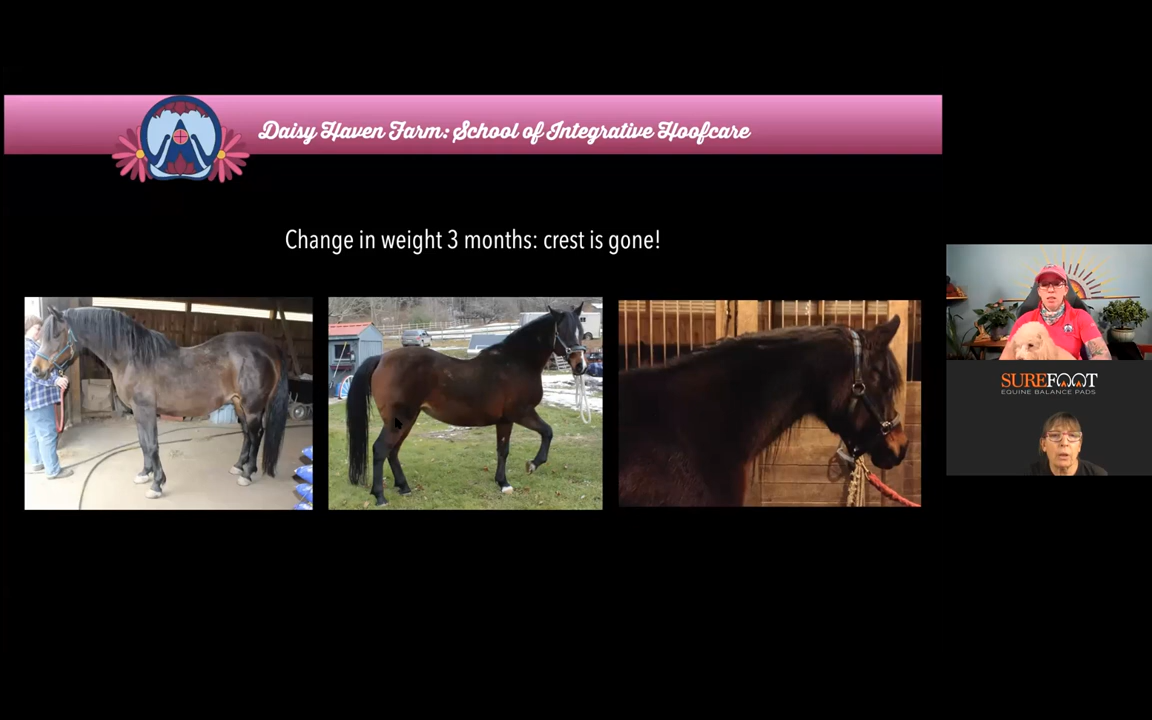 Daisy Haven Farm: School of Integrative Hoofcare
Change in weight 3 months: crest is gone!
SUREFOOT
EQUINE BALANCE PADS